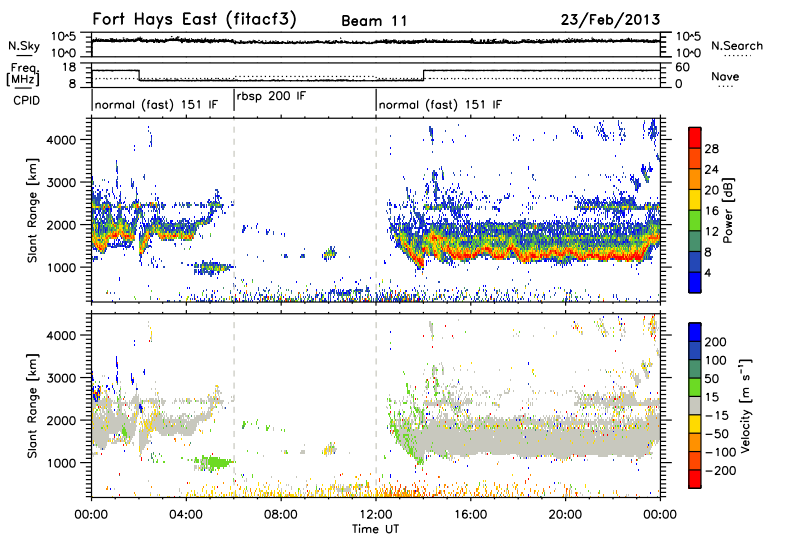 Fort Hays East (fitacf3) Beam 11 23/Feb/2013
N.Sky 10^5 10^0 10^5 10^0 N.Search
Freq. [MHz] 18 8 60 0 Nave
CPID normal (fast) 151 IF rbsp 200 IF normal (fast) 151 IF
Slant Range [km]
4000
3000
2000
1000
Power [dB]
28
24
20
16
12
8
4
Slant Range [km]
4000
3000
2000
1000
Velocity [m s⁻¹]
200
100
50
15
−15
−50
−100
−200
00:00 04:00 08:00 12:00 16:00 20:00 00:00
Time UT